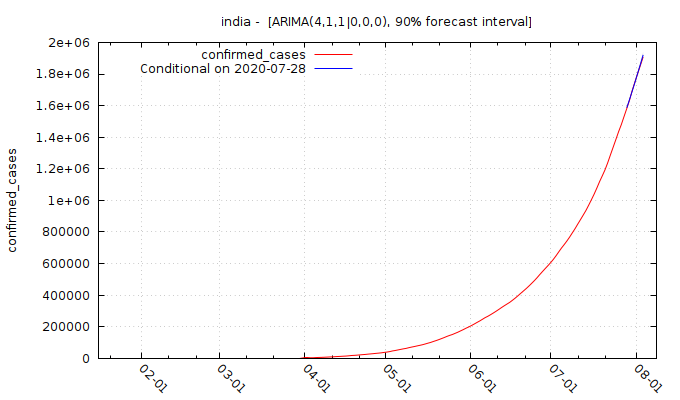 india -  [ARIMA(4,1,1|0,0,0), 90% forecast interval]
confirmed_cases
Conditional on 2020-07-28
2e+06
1.8e+06
1.6e+06
1.4e+06
1.2e+06
1e+06
800000
600000
400000
200000
0
confirmed_cases
02-01
03-01
04-01
05-01
06-01
07-01
08-01